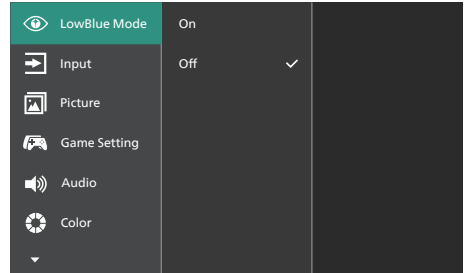 LowBlue Mode
On
Input
Off
Picture
Game Setting
Audio
Color